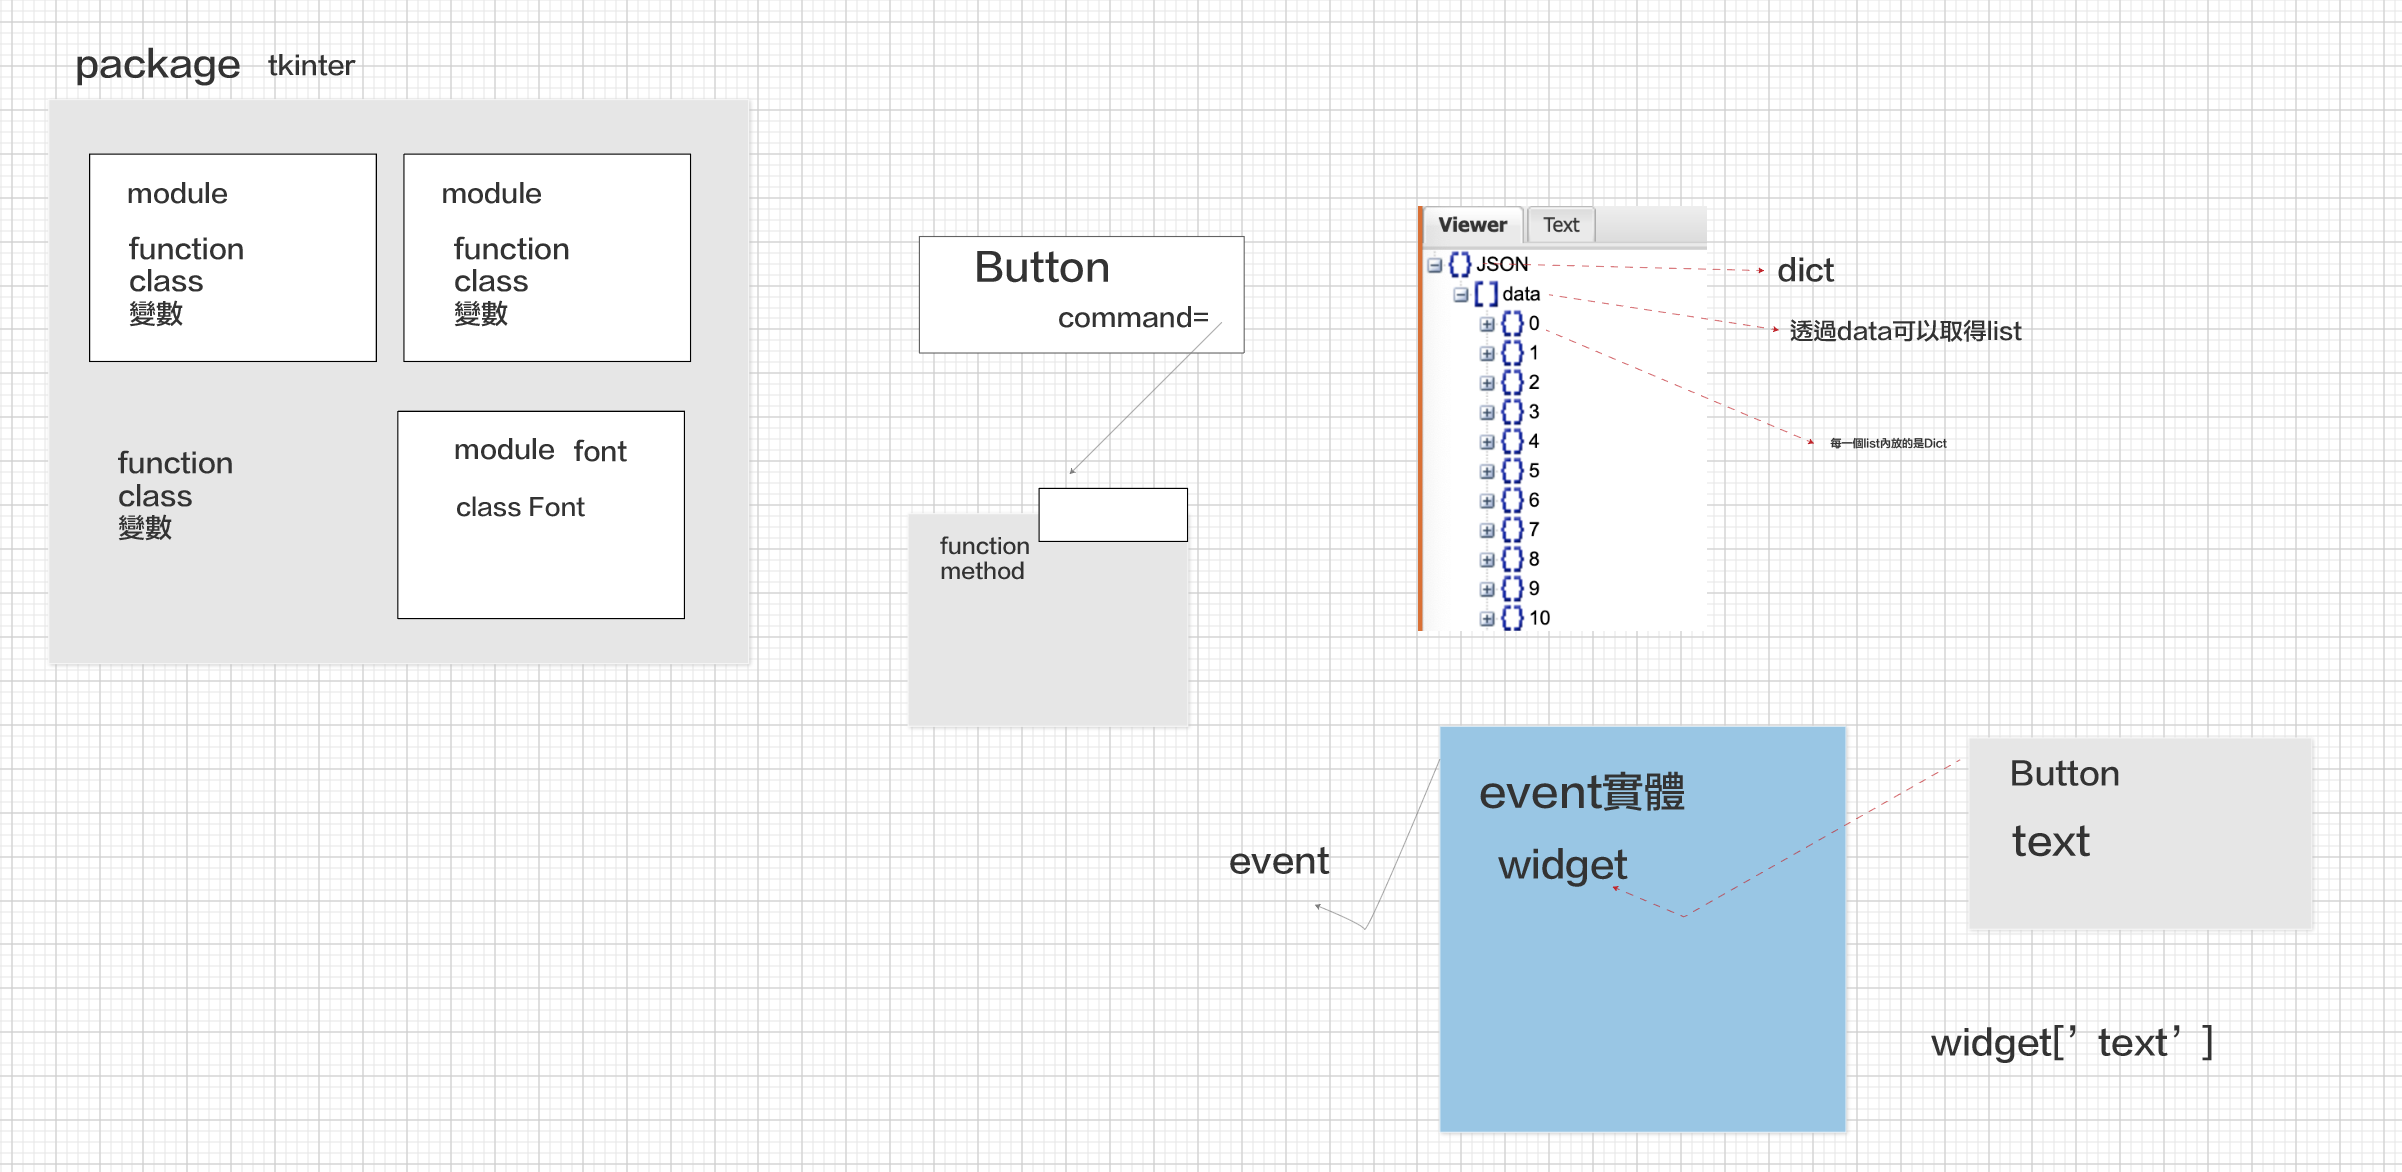 package tkinter
module
function
class
變數
module
function
class
變數
function
class
變數
module font
class Font
Button
command=
function
method
Viewer Text
JSON
data
0
1
2
3
4
5
6
7
8
9
10
dict
透過data可以取得list
每一個list內放的是Dict
event
event實體
widget
Button
text
widget[’text’]